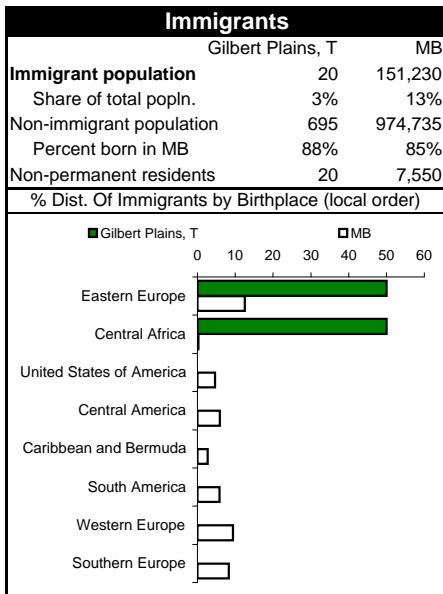 Immigrants
Gilbert Plains, T MB
Immigrant population 20 151,230
Share of total popln. 3% 13%
Non-immigrant population 695 974,735
Percent born in MB 88% 85%
Non-permanent residents 20 7,550
% Dist. Of Immigrants by Birthplace (local order)
Gilbert Plains, T MB
0 10 20 30 40 50 60
Eastern Europe
Central Africa
United States of America
Central America
Caribbean and Bermuda
South America
Western Europe
Southern Europe